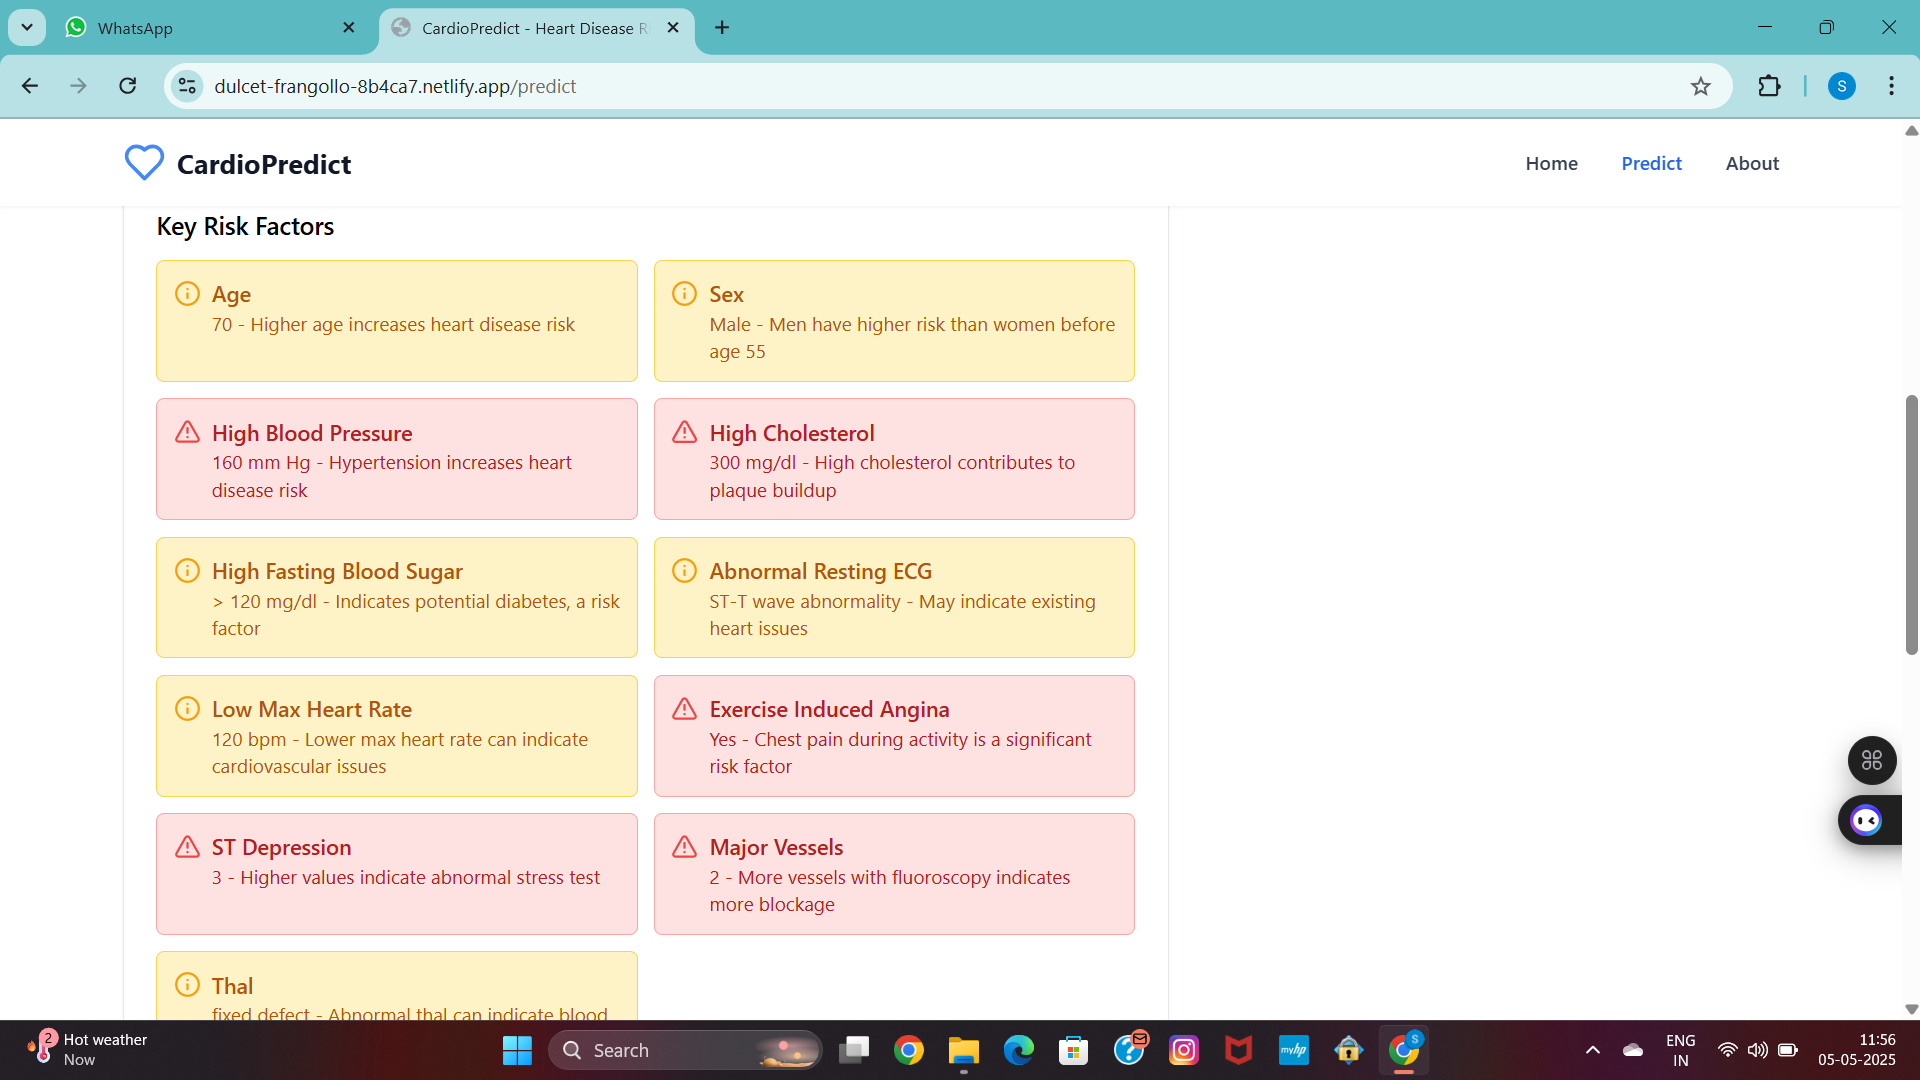 WhatsApp
CardioPredict - Heart Disease R
dulcet-frangollo-8b4ca7.netlify.app/predict
S
CardioPredict
Home
Predict
About
Key Risk Factors
Age
70 - Higher age increases heart disease risk
Sex
Male - Men have higher risk than women before
age 55
High Blood Pressure
160 mm Hg - Hypertension increases heart
disease risk
High Cholesterol
300 mg/dl - High cholesterol contributes to
plaque buildup
High Fasting Blood Sugar
> 120 mg/dl - Indicates potential diabetes, a risk
factor
Abnormal Resting ECG
ST-T wave abnormality - May indicate existing
heart issues
Low Max Heart Rate
120 bpm - Lower max heart rate can indicate
cardiovascular issues
Exercise Induced Angina
Yes - Chest pain during activity is a significant
risk factor
ST Depression
3 - Higher values indicate abnormal stress test
Major Vessels
2 - More vessels with fluoroscopy indicates
more blockage
Thal
fixed defect - Abnormal thal can indicate blood
2
Hot weather
Now
Search
myhp
S
ENG
IN
11:56
05-05-2025